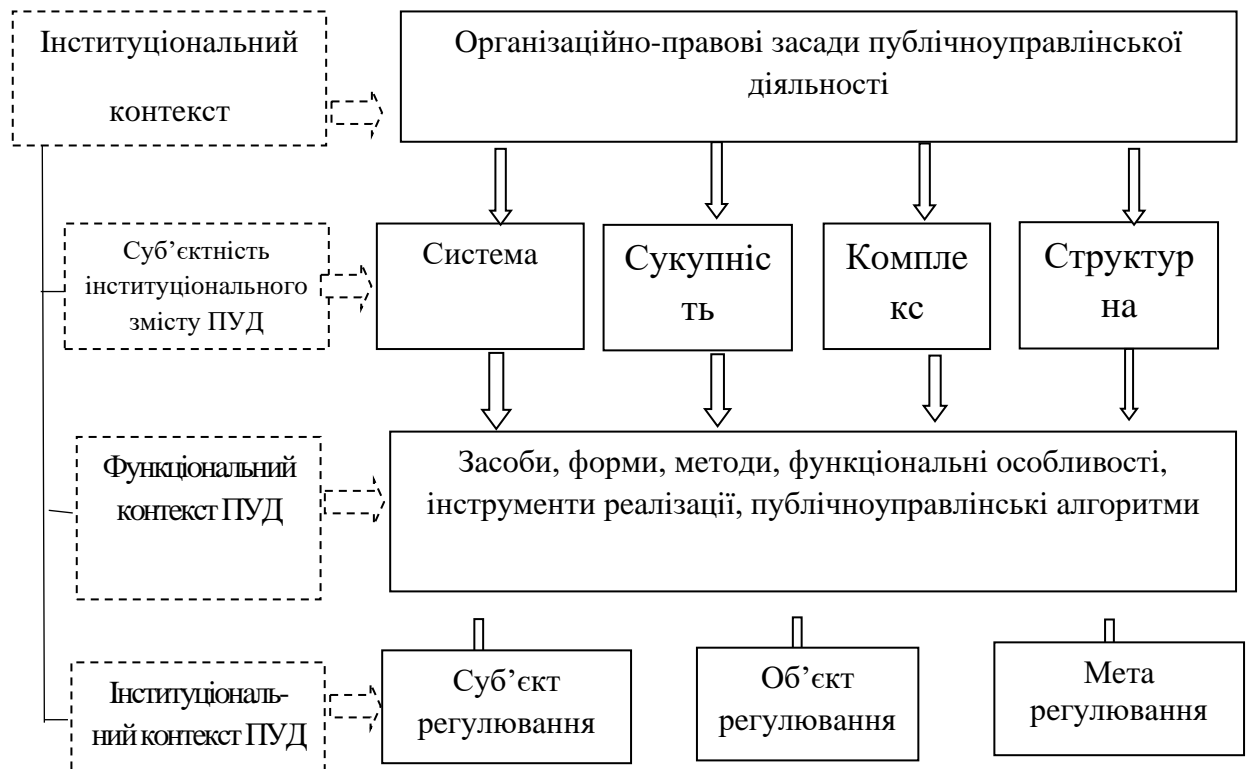 Інституціональний
контекст
Організаційно-правові засади публічноуправлінської
діяльності
Суб’єктність
інституціонального
змісту ПУД
Система
Сукупніс
ть
Компле
кс
Структур
на
Функціональний
контекст ПУД
Засоби, форми, методи, функціональні особливості,
інструменти реалізації, публічноуправлінські алгоритми
Інституціональ-
ний контекст ПУД
Суб’єкт
регулювання
Об’єкт
регулювання
Мета
регулювання